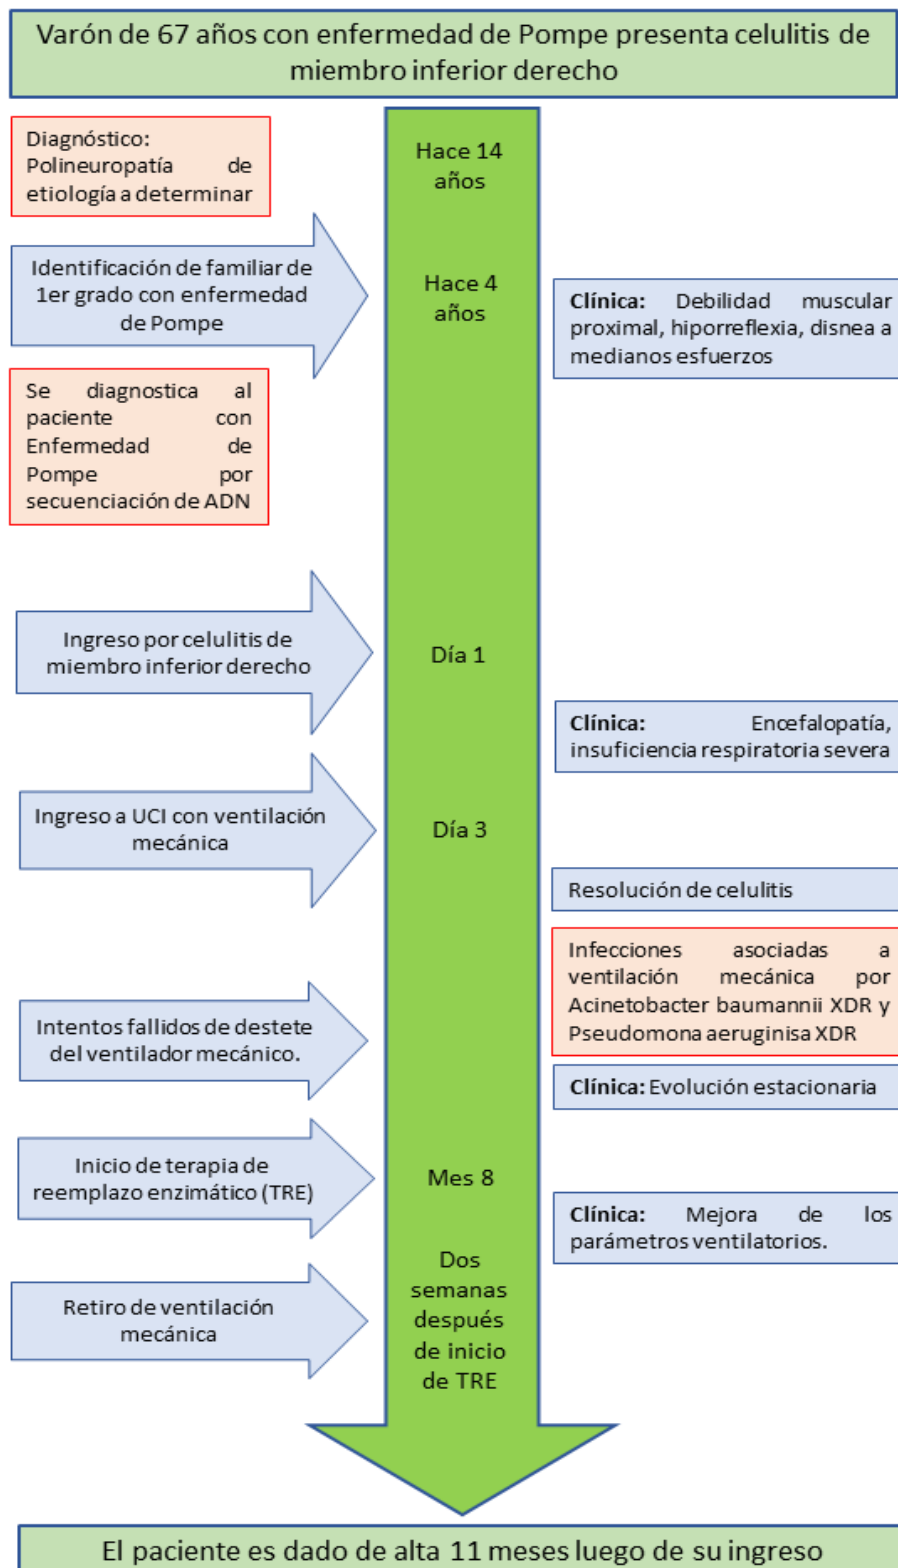 Varón de 67 años con enfermedad de Pompe presenta celulitis de
miembro inferior derecho
Diagnóstico:
Polineuropatía de
etiología a determinar
Hace 14
años
Identificación de familiar de
1er grado con enfermedad
de Pompe
Hace 4
años
Clínica: Debilidad muscular
proximal, hiporreflexia, disnea a
medianos esfuerzos
Se diagnostica al
paciente con
Enfermedad de
Pompe por
secuenciación de ADN
Ingreso por celulitis de
miembro inferior derecho
Día 1
Clínica: Encefalopatía,
insuficiencia respiratoria severa
Ingreso a UCI con ventilación
mecánica
Día 3
Resolución de celulitis
Infecciones asociadas a
ventilación mecánica por
Acinetobacter baumannii XDR y
Pseudomona aeruginisa XDR
Intentos fallidos de destete
del ventilador mecánico.
Clínica: Evolución estacionaria
Inicio de terapia de
reemplazo enzimático (TRE)
Mes 8
Clínica: Mejora de los
parámetros ventilatorios.
Retiro de ventilación
mecánica
Dos
semanas
después
de inicio
de TRE
El paciente es dado de alta 11 meses luego de su ingreso